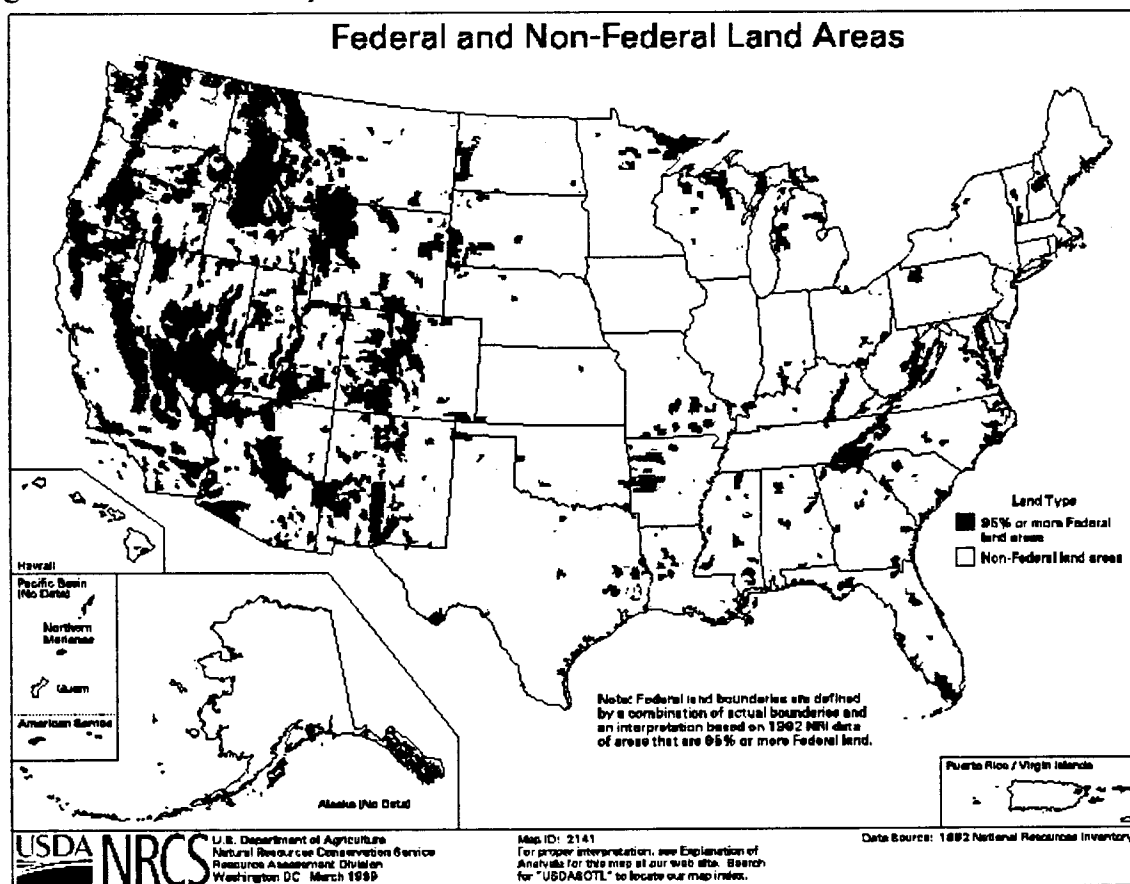 Federal and Non-Federal Land Areas
Land Type
95% or more Federal
land areas
Non-Federal land areas
Hawaii
Pacific Basin
(No Data)
Northern
Marianas
Guam
American Samoa
Alaska (No Data)
Note: Federal land boundaries are defined
by a combination of actual boundaries and
an interpretation based on 1992 NRI data
of areas that are 95% or more Federal land.
Puerto Rico / Virgin Islands
USDA NRCS
U.S. Department of Agriculture
Natural Resources Conservation Service
Resource Assessment Division
Washington DC March 1999
Map ID: 2141
For proper interpretation, see Explanation of
Analysis for this map at our web site. Search
for "USDA&OTL" to locate our map index.
Data Source: 1992 National Resources Inventory